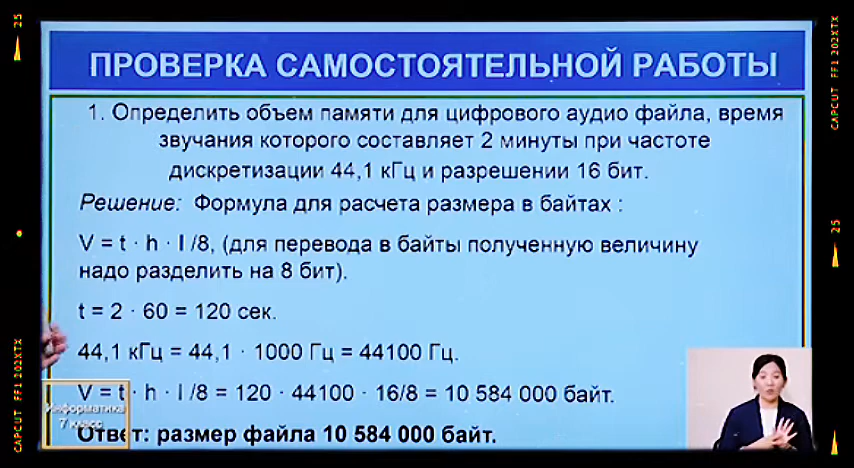 25
CAPCUT FF1 202XTX
ПРОВЕРКА САМОСТОЯТЕЛЬНОЙ РАБОТЫ
1. Определить объем памяти для цифрового аудио файла, время
звучания которого составляет 2 минуты при частоте
дискретизации 44,1 кГц и разрешении 16 бит.
Решение: Формула для расчета размера в байтах :
V = t · h · I /8, (для перевода в байты полученную величину
надо разделить на 8 бит).
25
t = 2 · 60 = 120 сек.
44,1 кГц = 44,1 · 1000 Гц = 44100 Гц.
V = t · h · I /8 = 120 · 44100 · 16/8 = 10 584 000 байт.
Информатика
7 класс
Ответ: размер файла 10 584 000 байт.
CAPCUT FF1 202XTX